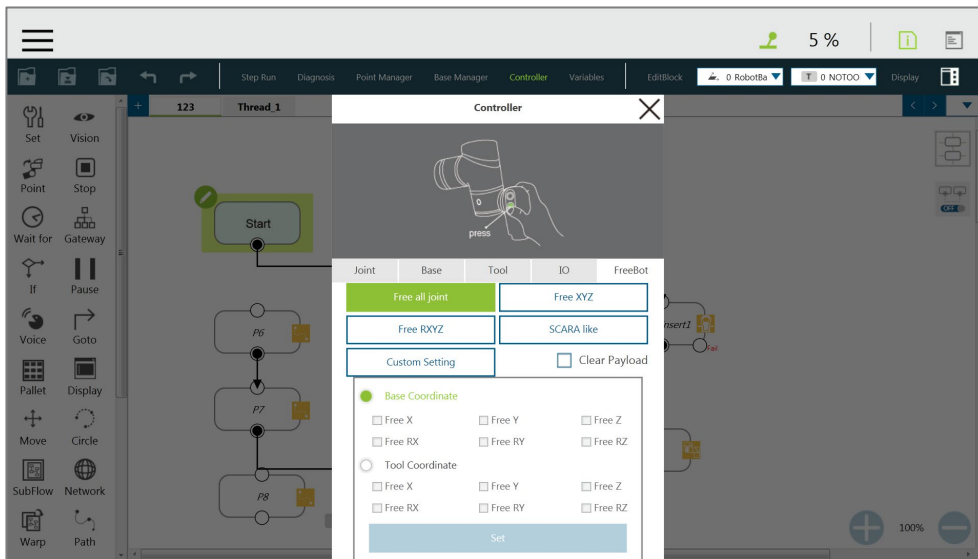 5 %
Step Run Diagnosis Point Manager Base Manager Controller Variables EditBlock 0 RobotBa T 0 NOTOO Display
+ 123 Thread_1 < >
Set Vision
Point Stop
Wait for Gateway
If Pause
Voice Goto
Pallet Display
Move Circle
SubFlow Network
Warp Path
Start
P6
P7
P8
Controller
press
Joint Base Tool IO FreeBot
Free all joint Free XYZ
Free RXYZ SCARA like
Custom Setting Clear Payload
Base Coordinate
Free X Free Y Free Z
Free RX Free RY Free RZ
Tool Coordinate
Free X Free Y Free Z
Free RX Free RY Free RZ
Set
nsert1
Fail
OFF
100%